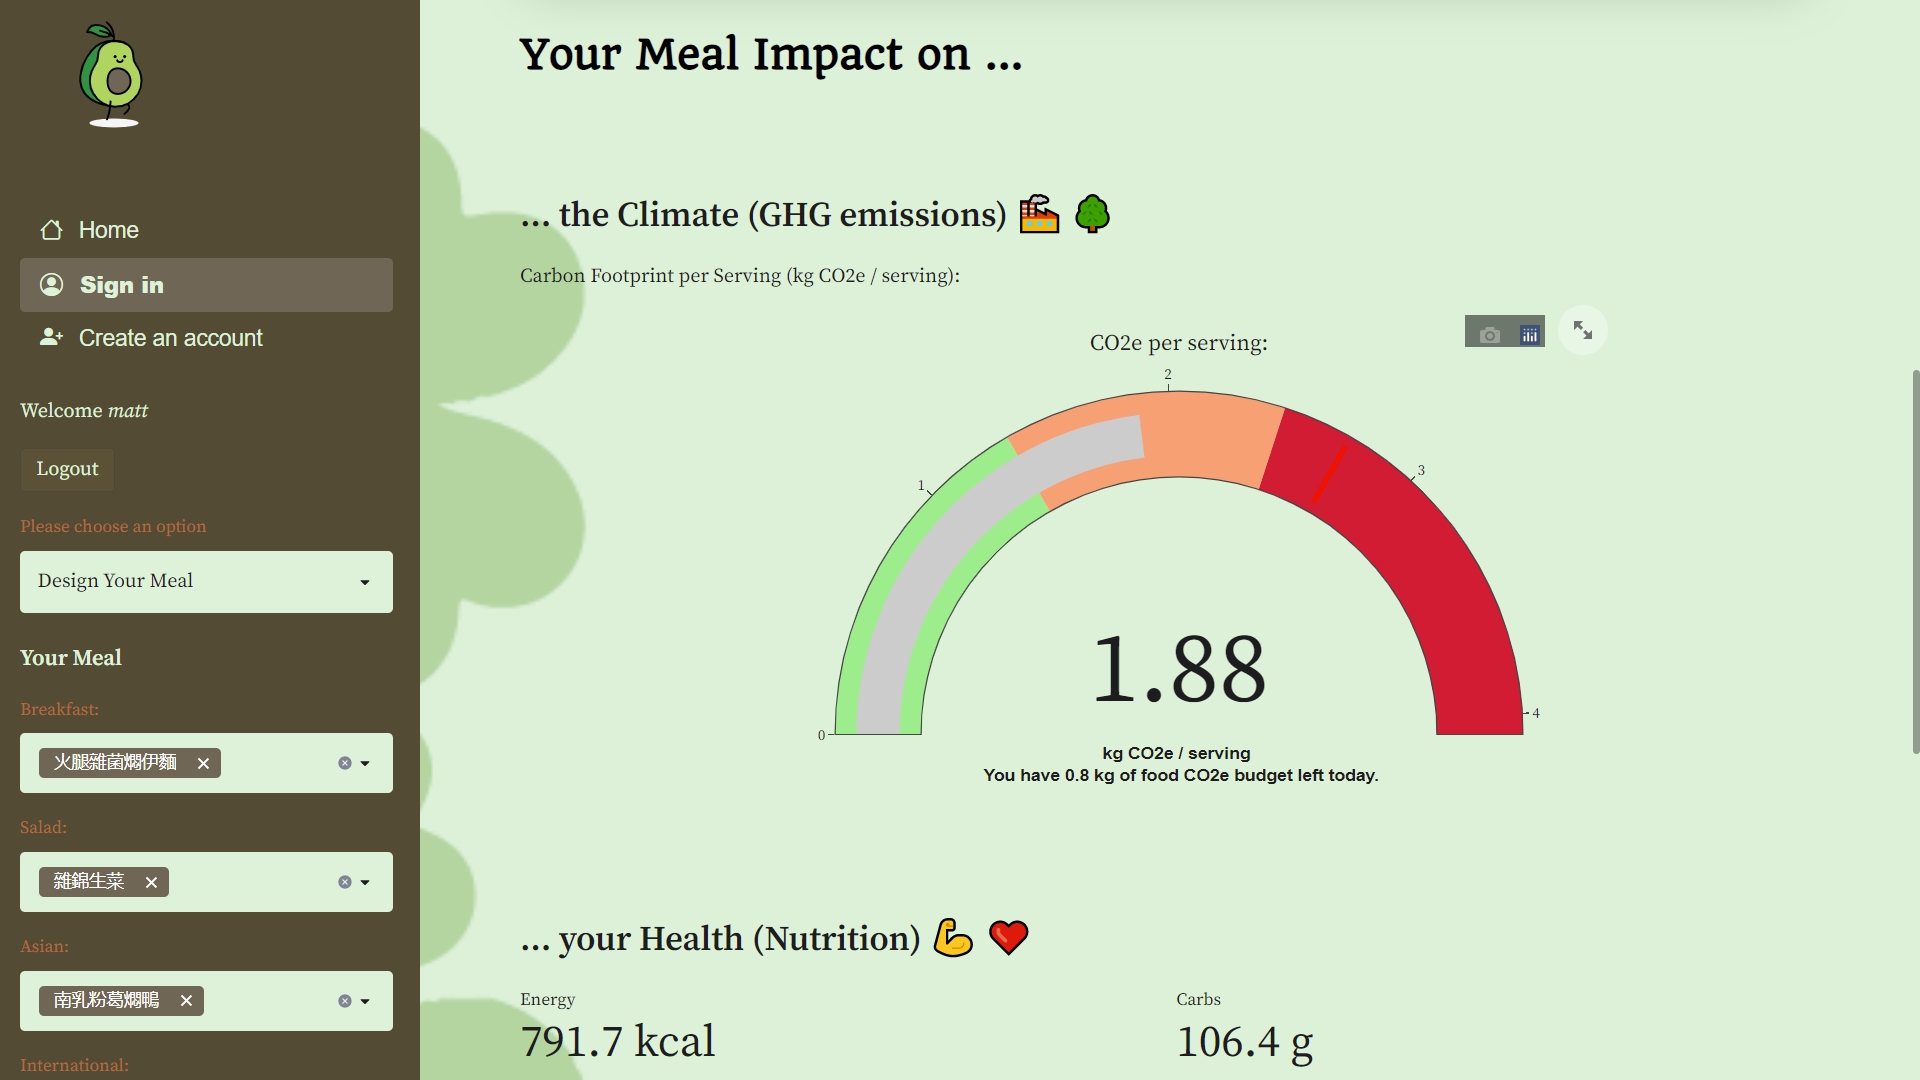 Home
Sign in
Create an account
Welcome matt
Logout
Please choose an option
Design Your Meal
Your Meal
Breakfast:
火腿雜菌燜伊麵
Salad:
雜錦生菜
Asian:
南乳粉葛燜鴨
International:
Your Meal Impact on ...
... the Climate (GHG emissions)
Carbon Footprint per Serving (kg CO2e / serving):
CO2e per serving:
0
1
2
3
4
1.88
kg CO2e / serving
You have 0.8 kg of food CO2e budget left today.
... your Health (Nutrition)
Energy
791.7 kcal
Carbs
106.4 g